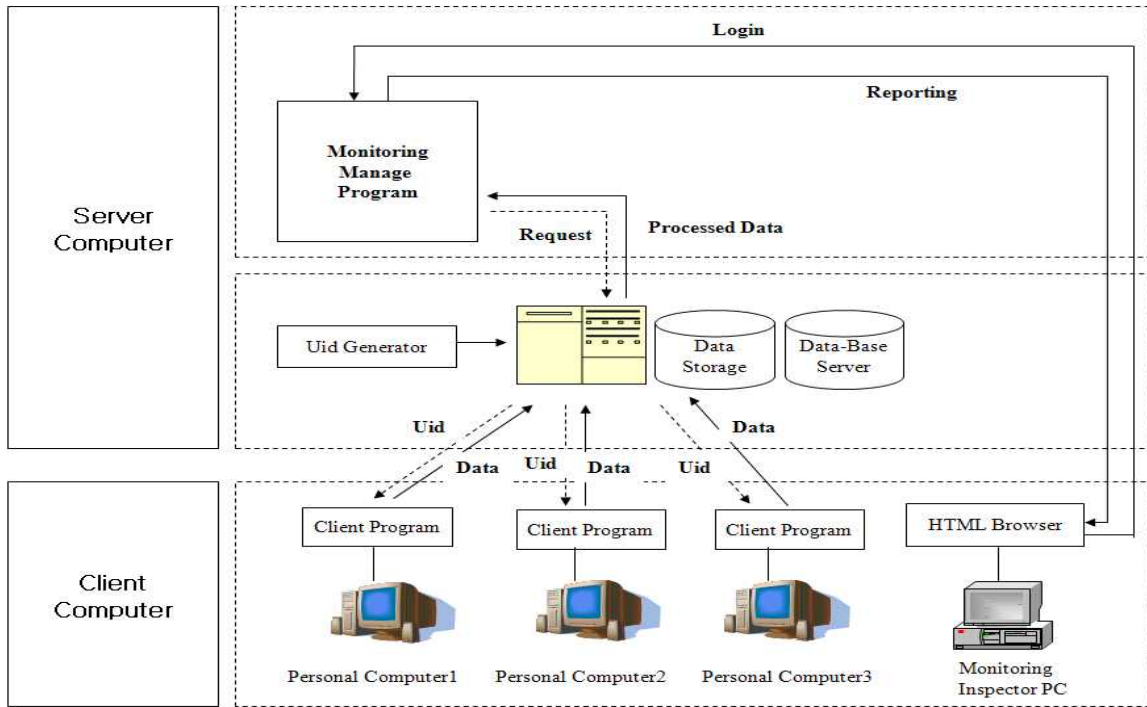 Login
Reporting
Monitoring
Manage
Program
Server
Computer
Request
Processed Data
Uid Generator
Data
Storage
Data-Base
Server
Uid
Data
Uid
Data
Uid
Data
Client
Computer
Client Program
Client Program
Client Program
HTML Browser
Personal Computer1
Personal Computer2
Personal Computer3
Monitoring
Inspector PC